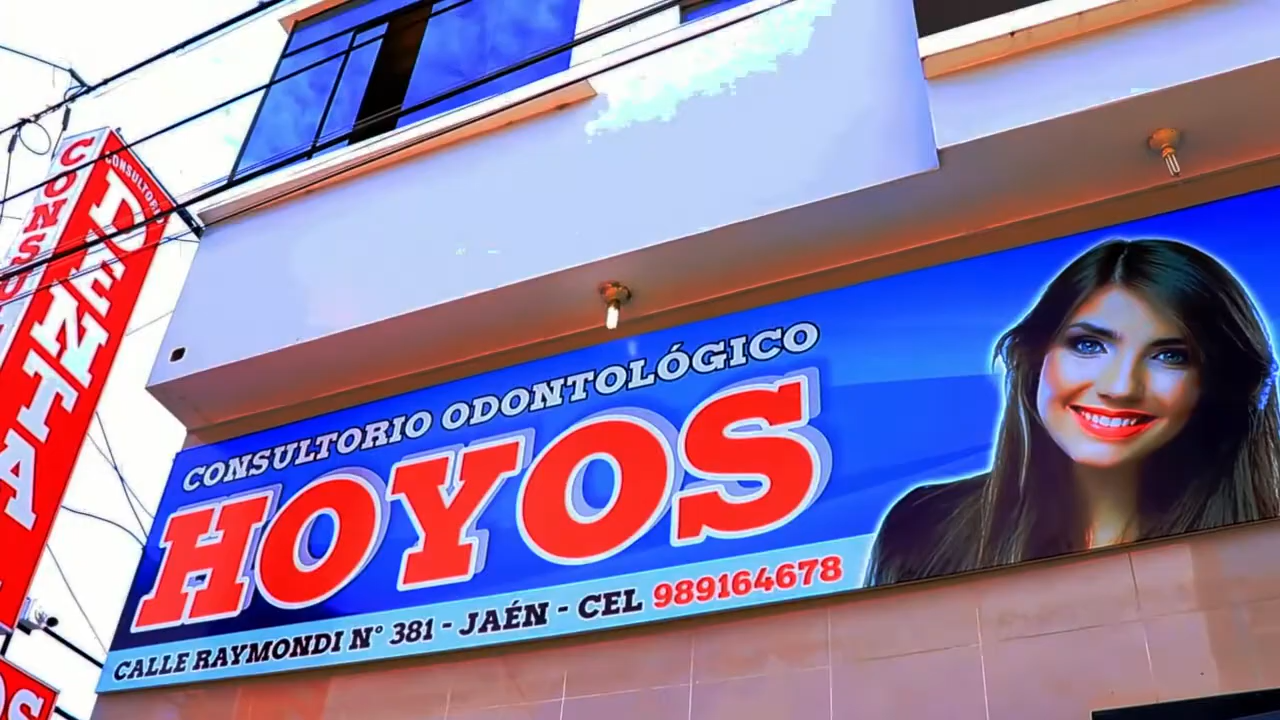 CONSULTORIO
DENTAL
CONSULTORIO ODONTOLÓGICO
HOYOS
CALLE RAYMONDI N° 381 - JAÉN - CEL 989164678